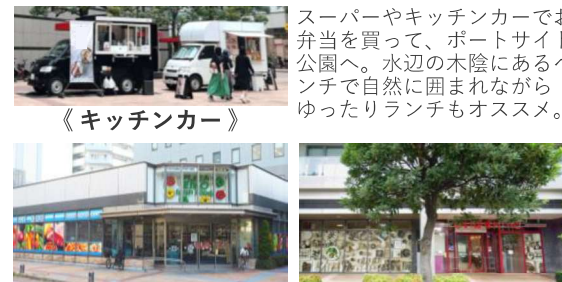 スーパーやキッチンカーでお
弁当を買って、ポートサイド
公園へ。水辺の木陰にあるベ
ンチで自然に囲まれながら
ゆったりランチもオススメ。
《 キッチンカー 》